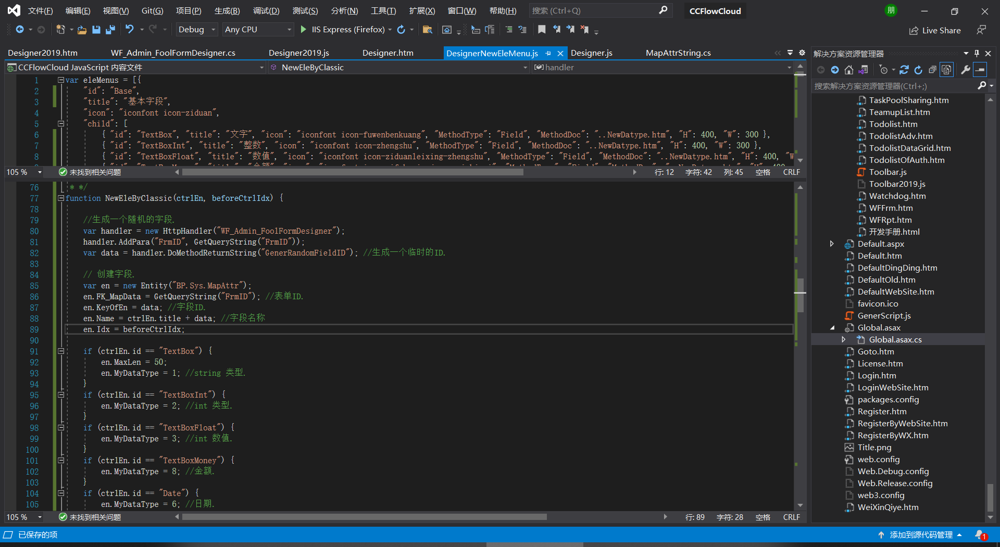 文件(F) 编辑(E) 视图(V) Git(G) 项目(P) 生成(B) 调试(D) 测试(S) 分析(N) 工具(T) 扩展(X) 窗口(W) 帮助(H) 搜索 (Ctrl+Q) CCFlowCloud 朋
Debug Any CPU IIS Express (Firefox) Live Share
Designer2019.htm WF_Admin_FoolFormDesigner.cs Designer2019.js Designer.htm DesignerNewEleMenu.js Designer.js MapAttrString.cs
CCFlowCloud JavaScript 内容文件 NewEleByClassic handler
1 var eleMenus = [{
2 "id": "Base",
3 "title": "基本字段",
4 "icon": "iconfont icon-ziduan",
5 "child": [
6 { "id": "TextBox", "title": "文字", "icon": "iconfont icon-fuwenbenkuang", "MethodType": "Field", "MethodDoc": "..NewDatype.htm", "H": 400, "W": 300 },
7 { "id": "TextBoxInt", "title": "整数", "icon": "iconfont icon-zhengshu", "MethodType": "Field", "MethodDoc": "..NewDatype.htm", "H": 400, "W": 300 },
8 { "id": "TextBoxFloat", "title": "数值", "icon": "iconfont icon-ziduanleixing-zhengshu", "MethodType": "Field", "MethodDoc": "..NewDatype.htm", "H": 400, "W
105 % 未找到相关问题 行: 12 字符: 42 列: 45 空格 CRLF
76 * */
77 function NewEleByClassic(ctrlEn, beforeCtrlIdx) {
78
79 //生成一个随机的字段.
80 var handler = new HttpHandler("WF_Admin_FoolFormDesigner");
81 handler.AddPara("FrmID", GetQueryString("FrmID"));
82 var data = handler.DoMethodReturnString("GenerRandomFieldID"); //生成一个临时的ID.
83
84 // 创建字段.
85 var en = new Entity("BP.Sys.MapAttr");
86 en.FK_MapData = GetQueryString("FrmID"); //表单ID.
87 en.KeyOfEn = data; //字段ID.
88 en.Name = ctrlEn.title + data; //字段名称
89 en.Idx = beforeCtrlIdx;
90
91 if (ctrlEn.id == "TextBox") {
92 en.MaxLen = 50;
93 en.MyDataType = 1; //string 类型.
94 }
95 if (ctrlEn.id == "TextBoxInt") {
96 en.MyDataType = 2; //int 类型.
97 }
98 if (ctrlEn.id == "TextBoxFloat") {
99 en.MyDataType = 3; //int 数值.
100 }
101 if (ctrlEn.id == "TextBoxMoney") {
102 en.MyDataType = 8; //金额.
103 }
104 if (ctrlEn.id == "Date") {
105 en.MyDataType = 6; //日期.
105 % 未找到相关问题 行: 89 字符: 28 空格 CRLF
解决方案资源管理器
搜索解决方案资源管理器(Ctrl+;)
TaskPoolSharing.htm
TeamupList.htm
Todolist.htm
TodolistAdv.htm
TodolistDataGrid.htm
TodolistOfAuth.htm
Toolbar.js
Toolbar2019.js
Watchdog.htm
WFFrm.htm
WFRpt.htm
开发手册.html
Default.aspx
Default.htm
DefaultDingDing.htm
DefaultOld.htm
DefaultWebSite.htm
favicon.ico
GenerScript.js
Global.asax
Global.asax.cs
Goto.htm
License.htm
Login.htm
LoginWebSite.htm
packages.config
Register.htm
RegisterByWebSite.htm
RegisterByWX.htm
Title.png
web.config
Web.Debug.config
Web.Release.config
web3.config
WeiXinQiye.htm
已保存的项 添加到源代码管理 1